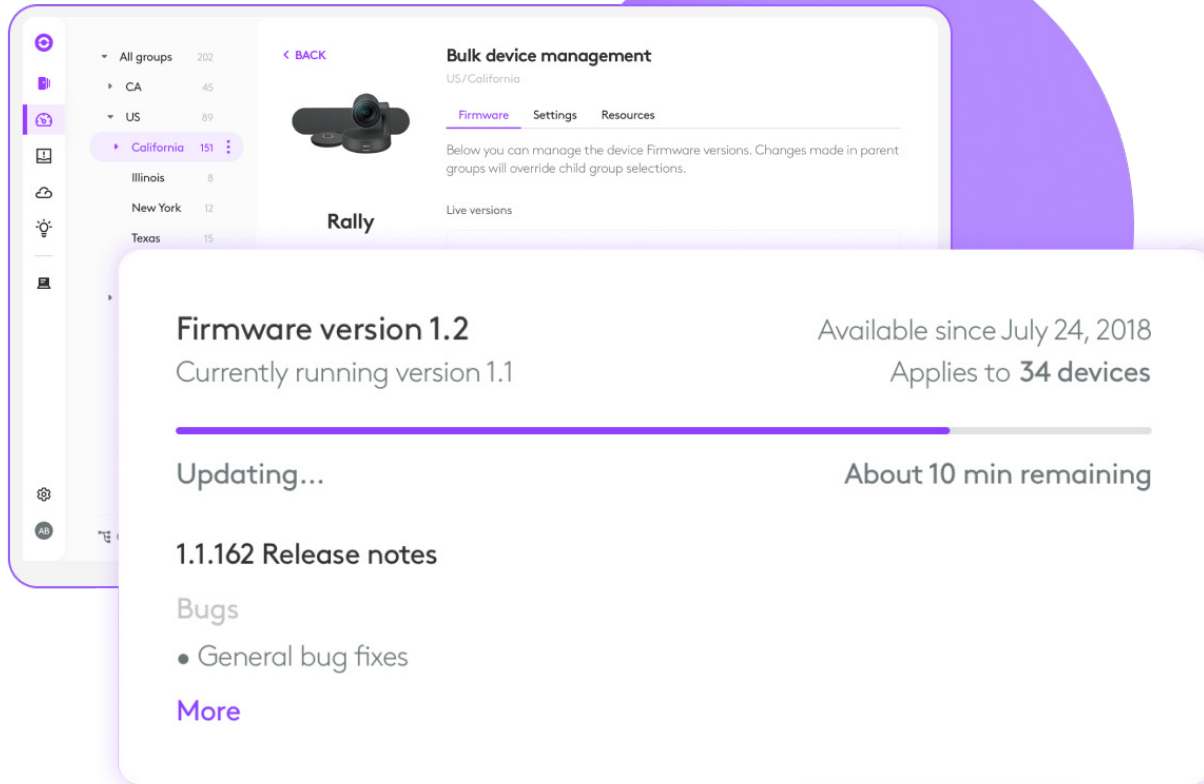 All groups 202
CA 45
US 89
California 151
Illinois 8
New York 12
Texas 15
AB
< BACK
Rally
Bulk device management
US/California
Firmware Settings Resources
Below you can manage the device Firmware versions. Changes made in parent
groups will override child group selections.
Live versions
Firmware version 1.2
Available since July 24, 2018
Currently running version 1.1
Applies to 34 devices
Updating...
About 10 min remaining
1.1.162 Release notes
Bugs
• General bug fixes
More